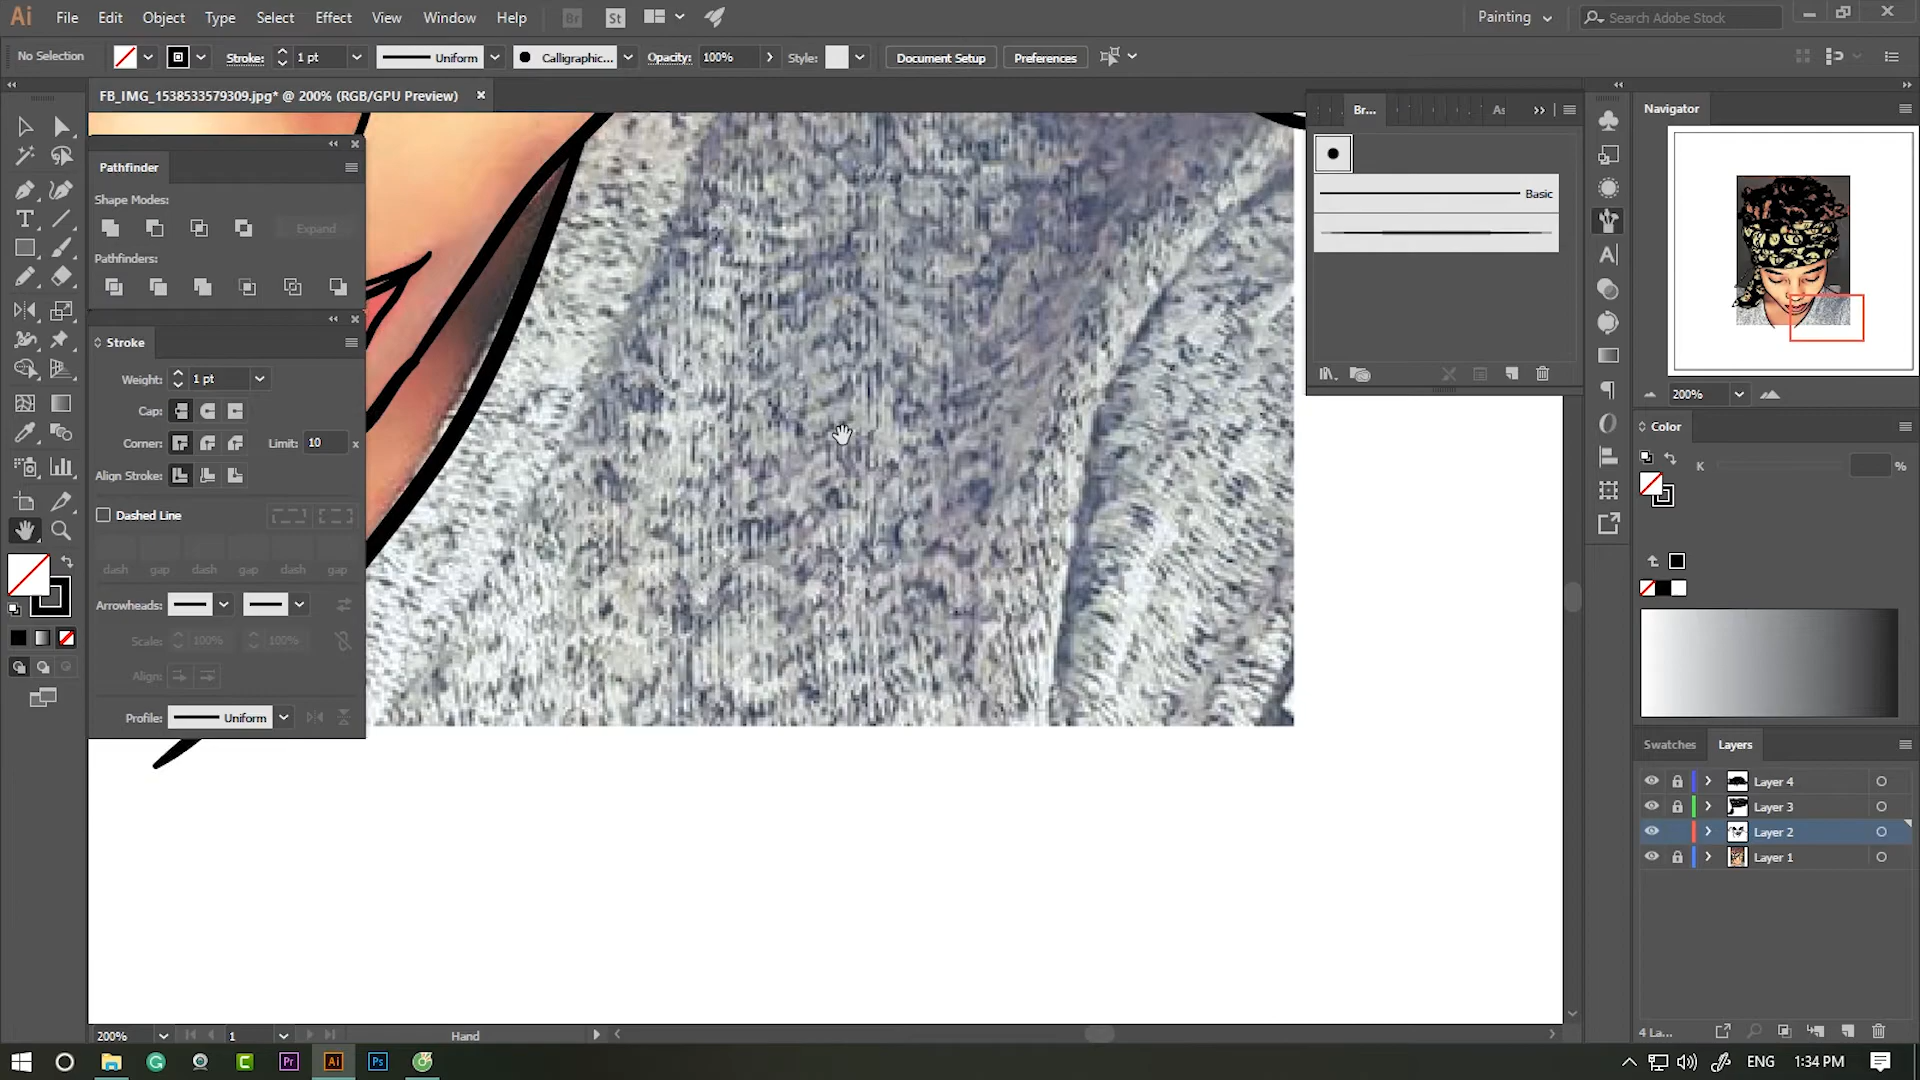 Ai File Edit Object Type Select Effect View Window Help Br St Painting Search Adobe Stock
No Selection Stroke: 1 pt Uniform Calligraphic... Opacity: 100% Style: Document Setup Preferences
FB_IMG_1538533579309.jpg* @ 200% (RGB/GPU Preview)
Pathfinder
Shape Modes:
Expand
Pathfinders:
Stroke
Weight: 1 pt
Cap:
Corner: Limit: 10 x
Align Stroke:
Dashed Line
dash gap dash gap dash gap
Arrowheads:
Scale: 100% 100%
Align:
Profile: Uniform
Br... As
Basic
Navigator
200%
Color
K %
Swatches Layers
Layer 4
Layer 3
Layer 2
Layer 1
4 La...
200% 1 Hand
Pr Ai Ps ENG 1:34 PM